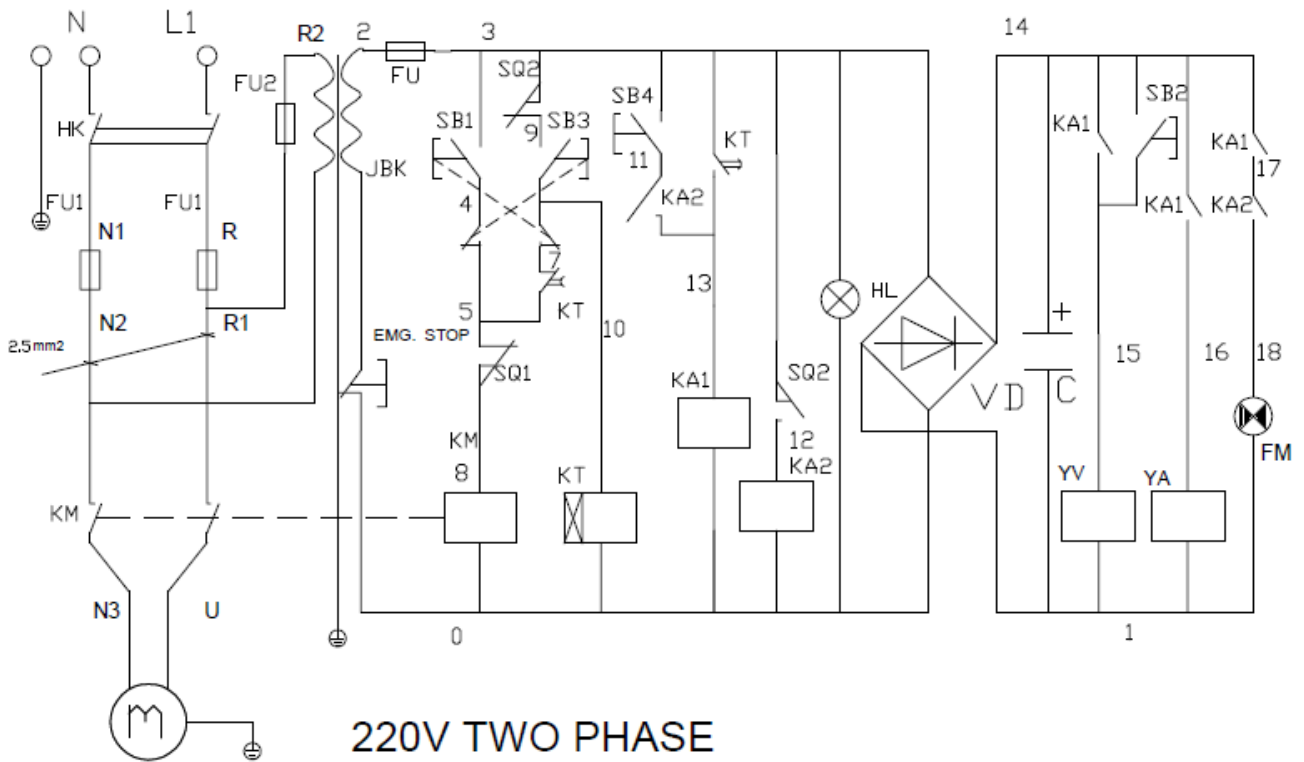 N
L1
R2
2
3
14
FU
FU2
SQ2
SB4
SB2
HK
SB1
9
SB3
KT
KA1
KA1
11
17
JBK
FU1
FU1
4
KA2
KA1
KA2
N1
R
7
13
HL
+
5
KT
N2
R1
10
EMG. STOP
2.5mm2
15
16
18
SQ1
KA1
SQ2
VD
C
KM
12
FM
8
KT
KA2
YV
YA
KM
N3
U
0
1
M
220V TWO PHASE